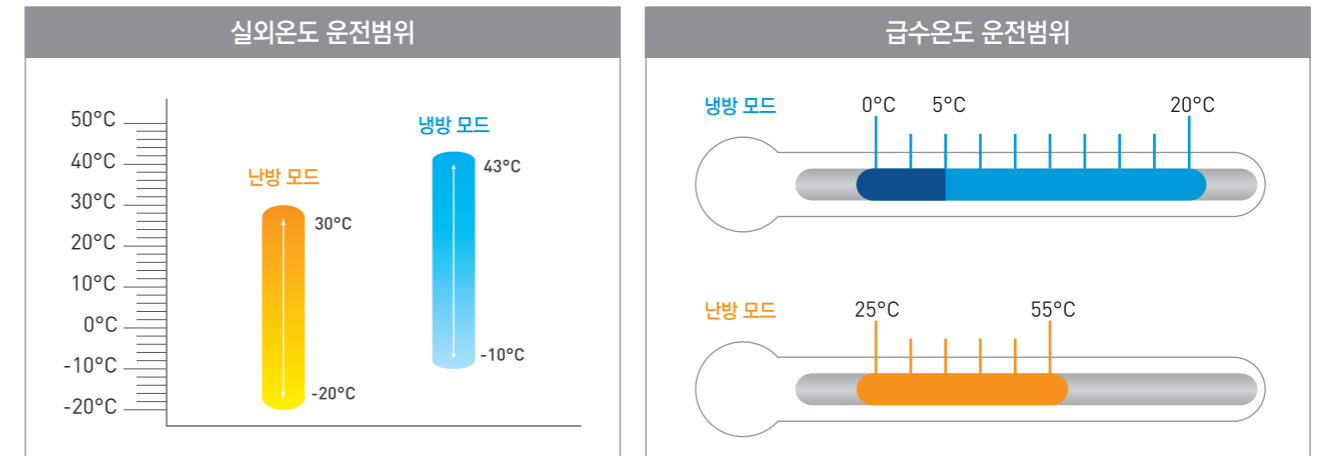 실외온도 운전범위
50°C
40°C
30°C
20°C
10°C
0°C
-10°C
-20°C
난방 모드
30°C
-20°C
냉방 모드
43°C
-10°C
급수온도 운전범위
냉방 모드
0°C 5°C 20°C
난방 모드
25°C 55°C